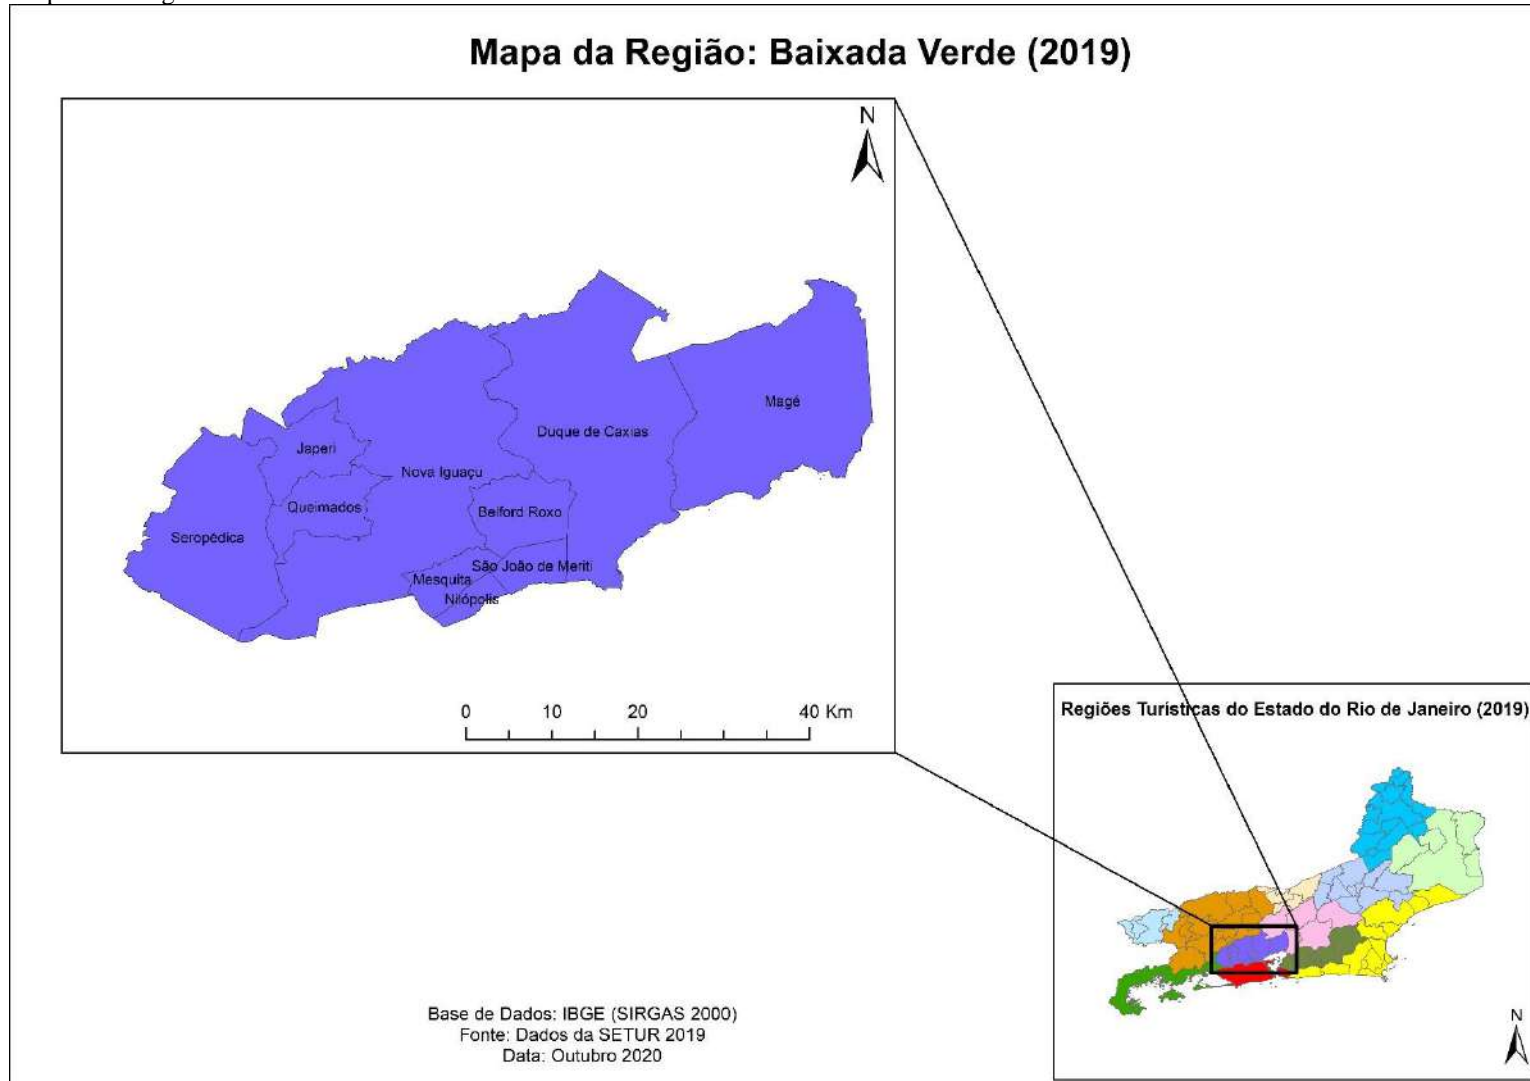 Mapa da Região: Baixada Verde (2019)
N
Magé
Duque de Caxias
Japeri
Nova Iguaçu
Queimados
Belford Roxo
Seropédica
São João de Meriti
Mesquita
Nilópolis
0 10 20 40 Km
Regiões Turísticas do Estado do Rio de Janeiro (2019)
N
Base de Dados: IBGE (SIRGAS 2000)
Fonte: Dados da SETUR 2019
Data: Outubro 2020